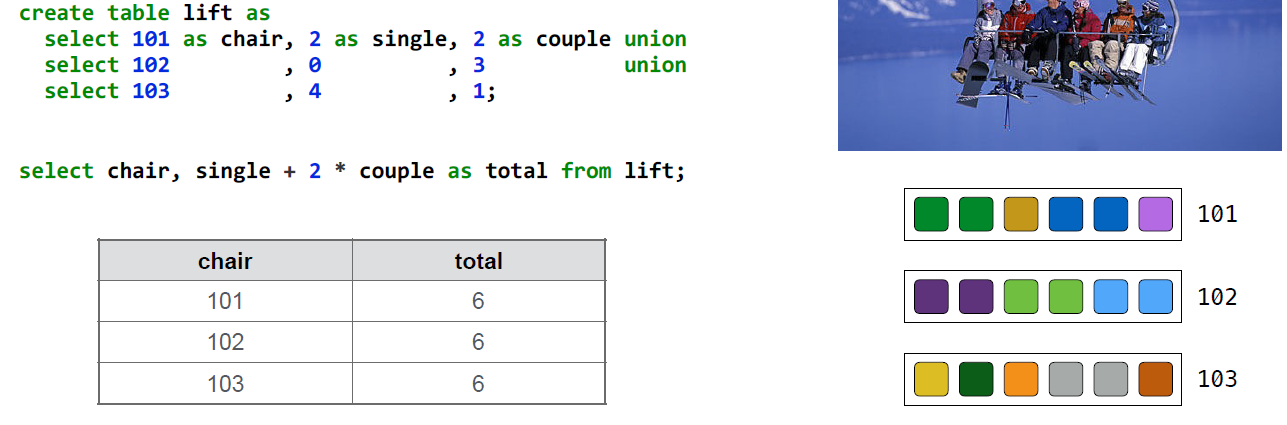 create table lift as
select 101 as chair, 2 as single, 2 as couple union
select 102 , 0 , 3 union
select 103 , 4 , 1;
select chair, single + 2 * couple as total from lift;
chair total
101 6
102 6
103 6
101
102
103